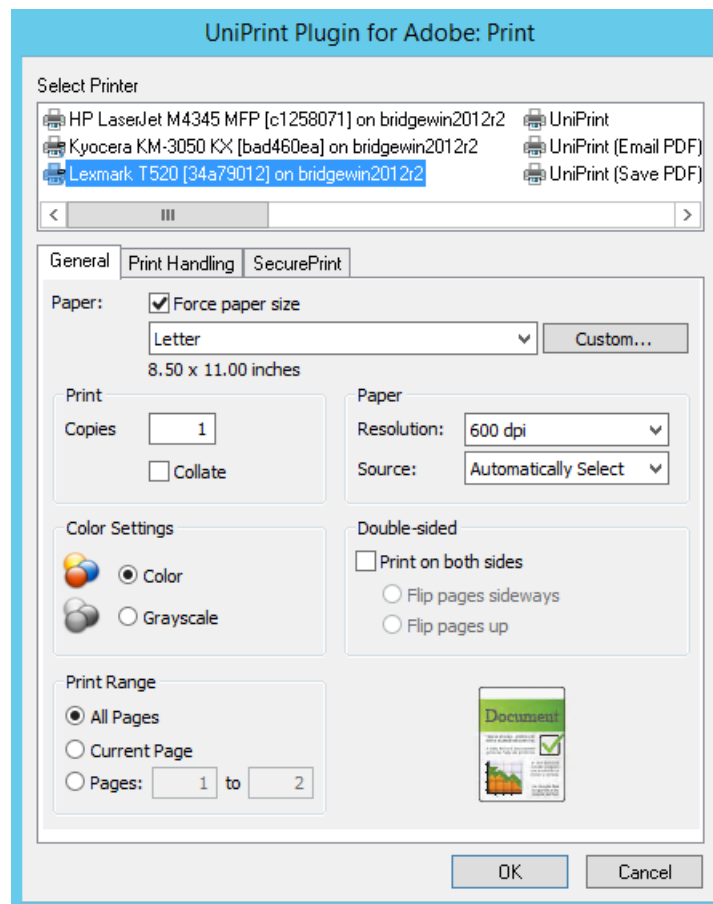 UniPrint Plugin for Adobe: Print
Select Printer
HP LaserJet M4345 MFP [c1258071] on bridgewin2012r2
Kyocera KM-3050 KX [bad460ea] on bridgewin2012r2
Lexmark T520 [34a79012] on bridgewin2012r2
UniPrint
UniPrint (Email PDF)
UniPrint (Save PDF)
General Print Handling SecurePrint
Paper: Force paper size
Letter Custom...
8.50 x 11.00 inches
Print
Copies 1
Collate
Paper
Resolution: 600 dpi
Source: Automatically Select
Color Settings
Color
Grayscale
Double-sided
Print on both sides
Flip pages sideways
Flip pages up
Print Range
All Pages
Current Page
Pages: 1 to 2
Document
OK Cancel